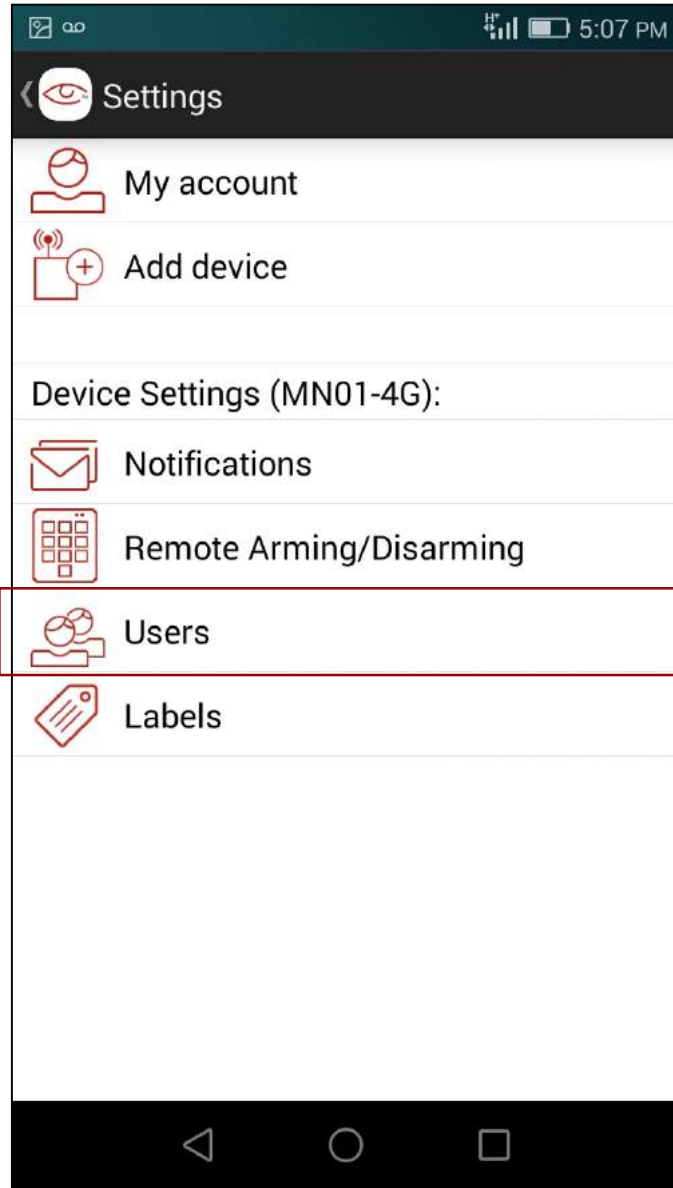 5:07 PM
Settings
My account
Add device
Device Settings (MN01-4G):
Notifications
Remote Arming/Disarming
Users
Labels